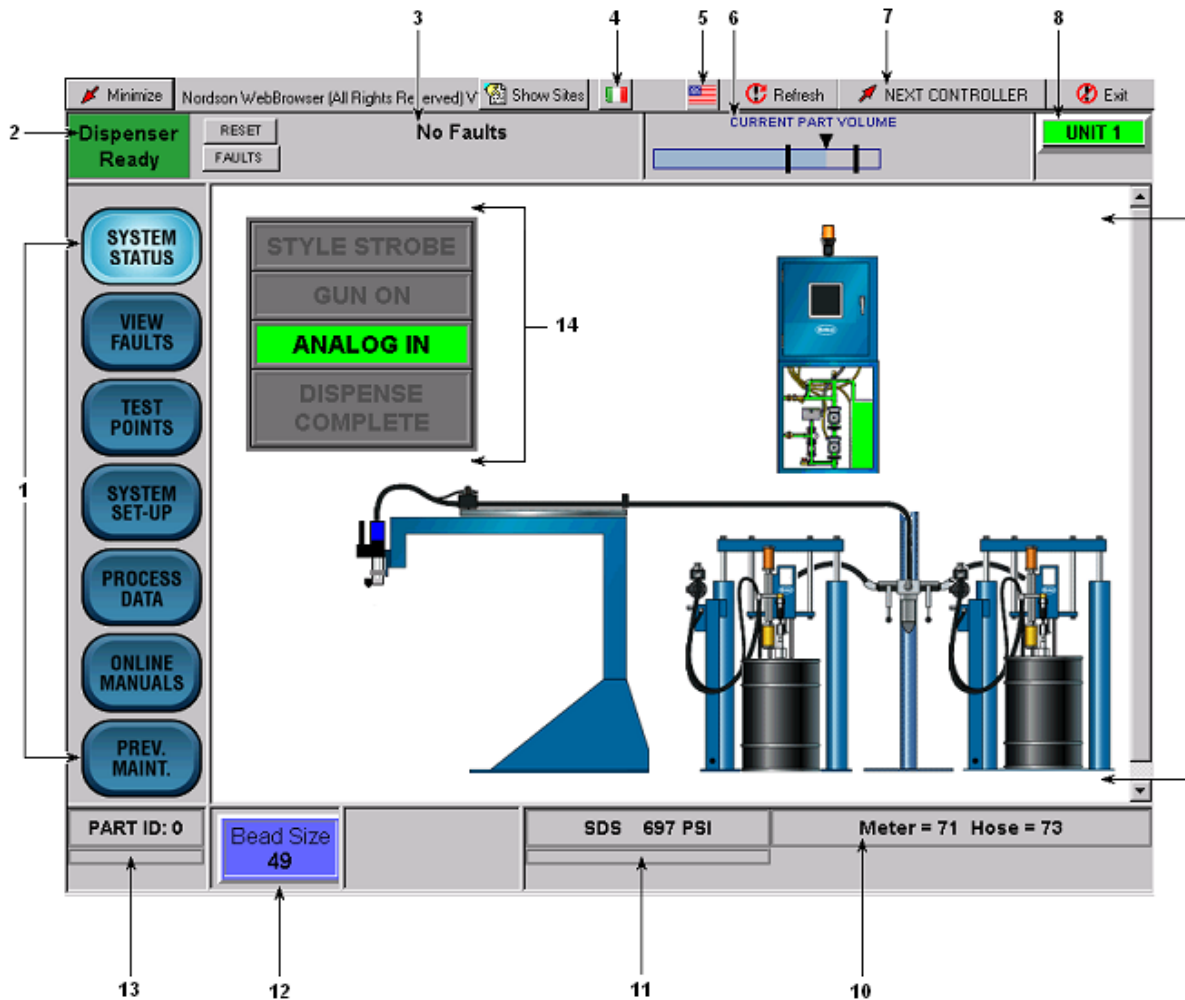 3 4 5 6 7 8
Minimize Nordson WebBrowser (All Rights Re erved) V Show Sites Refresh NEXT CONTROLLER Exit
2 Dispenser Ready
RESET
FAULTS
No Faults
CURRENT PART VOLUME
UNIT 1
1
SYSTEM
STATUS
VIEW
FAULTS
TEST
POINTS
SYSTEM
SET-UP
PROCESS
DATA
ONLINE
MANUALS
PREV.
MAINT.
STYLE STROBE
GUN ON
ANALOG IN
DISPENSE
COMPLETE
14
PART ID: 0
Bead Size
49
SDS 697 PSI
Meter = 71 Hose = 73
13 12 11 10